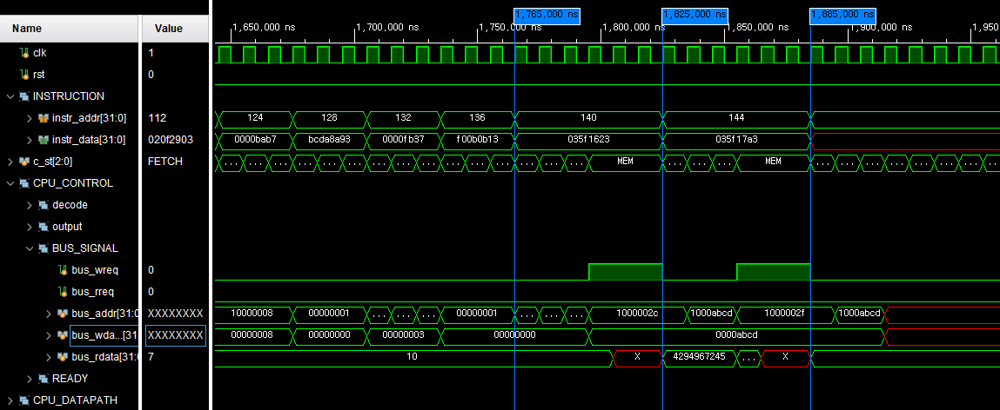 1,765,000 ns 1,825,000 ns 1,885,000 ns
Name Value 1,650,000 ns 1,700,000 ns 1,750,000 ns 1,800,000 ns 1,850,000 ns 1,900,000 ns 1,950
clk 1
rst 0
INSTRUCTION
instr_addr[31:0] 112 124 128 132 136 140 144
instr_data[31:0] 020f2903 0000bab7 bcda8a93 0000fb37 f00b0b13 035f1623 035f17a3
c_st[2:0] FETCH ... ... ... ... ... ... MEM ... ... MEM ... ... ... ...
CPU_CONTROL
decode
output
BUS_SIGNAL
bus_wreq 0
bus_rreq 0
bus_addr[31:0 XXXXXXXX 10000008 00000001 ... ... ... 00000001 ... ... ... 1000002c 1000abcd 1000002f 1000abcd
bus_wda...[31 XXXXXXXX 00000008 00000000 00000003 00000000 0000abcd
bus_rdata[31:0 7 10 X 4294967245 ... X
READY
CPU_DATAPATH